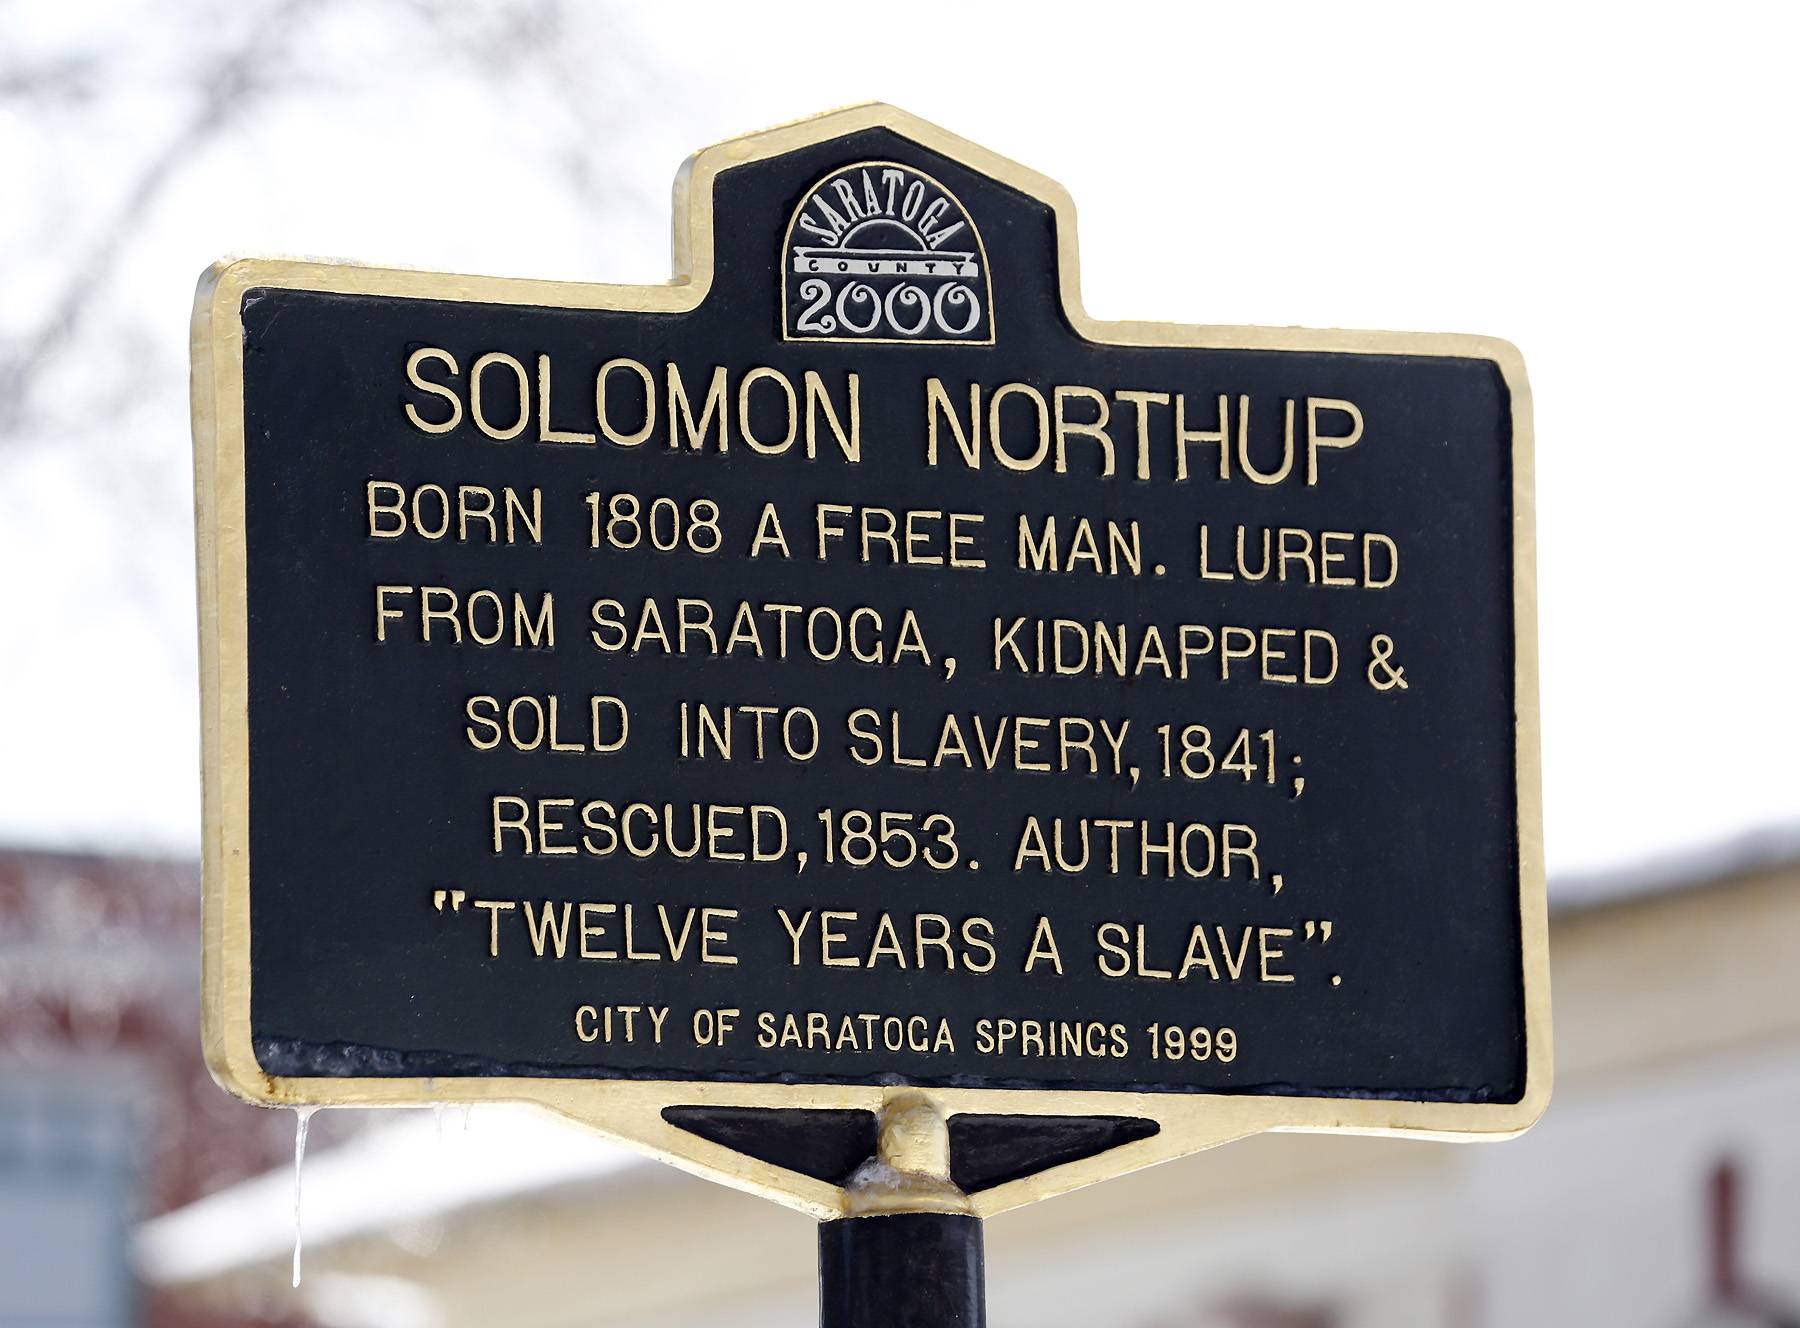 SARATOGA
COUNTY
2000
SOLOMON NORTHUP
BORN 1808 A FREE MAN. LURED
FROM SARATOGA, KIDNAPPED &
SOLD INTO SLAVERY, 1841;
RESCUED, 1853. AUTHOR,
"TWELVE YEARS A SLAVE".
CITY OF SARATOGA SPRINGS 1999